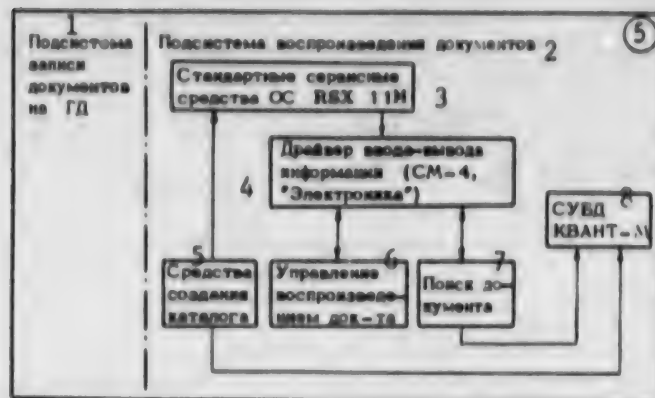 1
Подсистема
записи
документов
на ГД
Подсистема воспроизведения документов 2
5
Стандартные сервисные
средства ОС RSX 11M
3
Драйвер ввода-вывода
информации (СМ-4,
"Электроника")
4
8
СУБД
КВАНТ-М
5
Средства
создания
каталога
6
Управление
воспроизведе-
нием док-та
7
Поиск до-
кумента